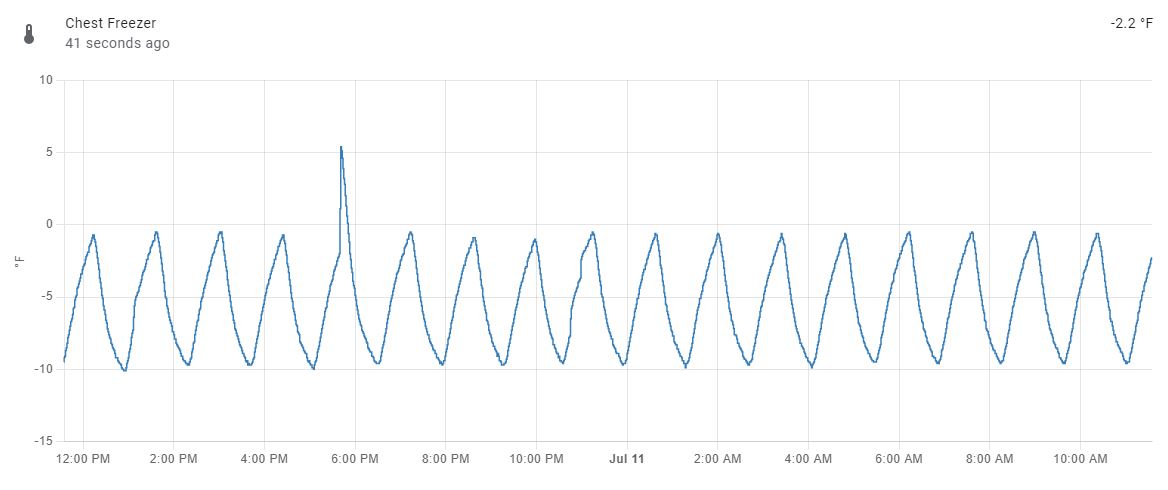 Chest Freezer
41 seconds ago
-2.2 °F
10
5
0
-5
-10
-15
°F
12:00 PM 2:00 PM 4:00 PM 6:00 PM 8:00 PM 10:00 PM Jul 11 2:00 AM 4:00 AM 6:00 AM 8:00 AM 10:00 AM